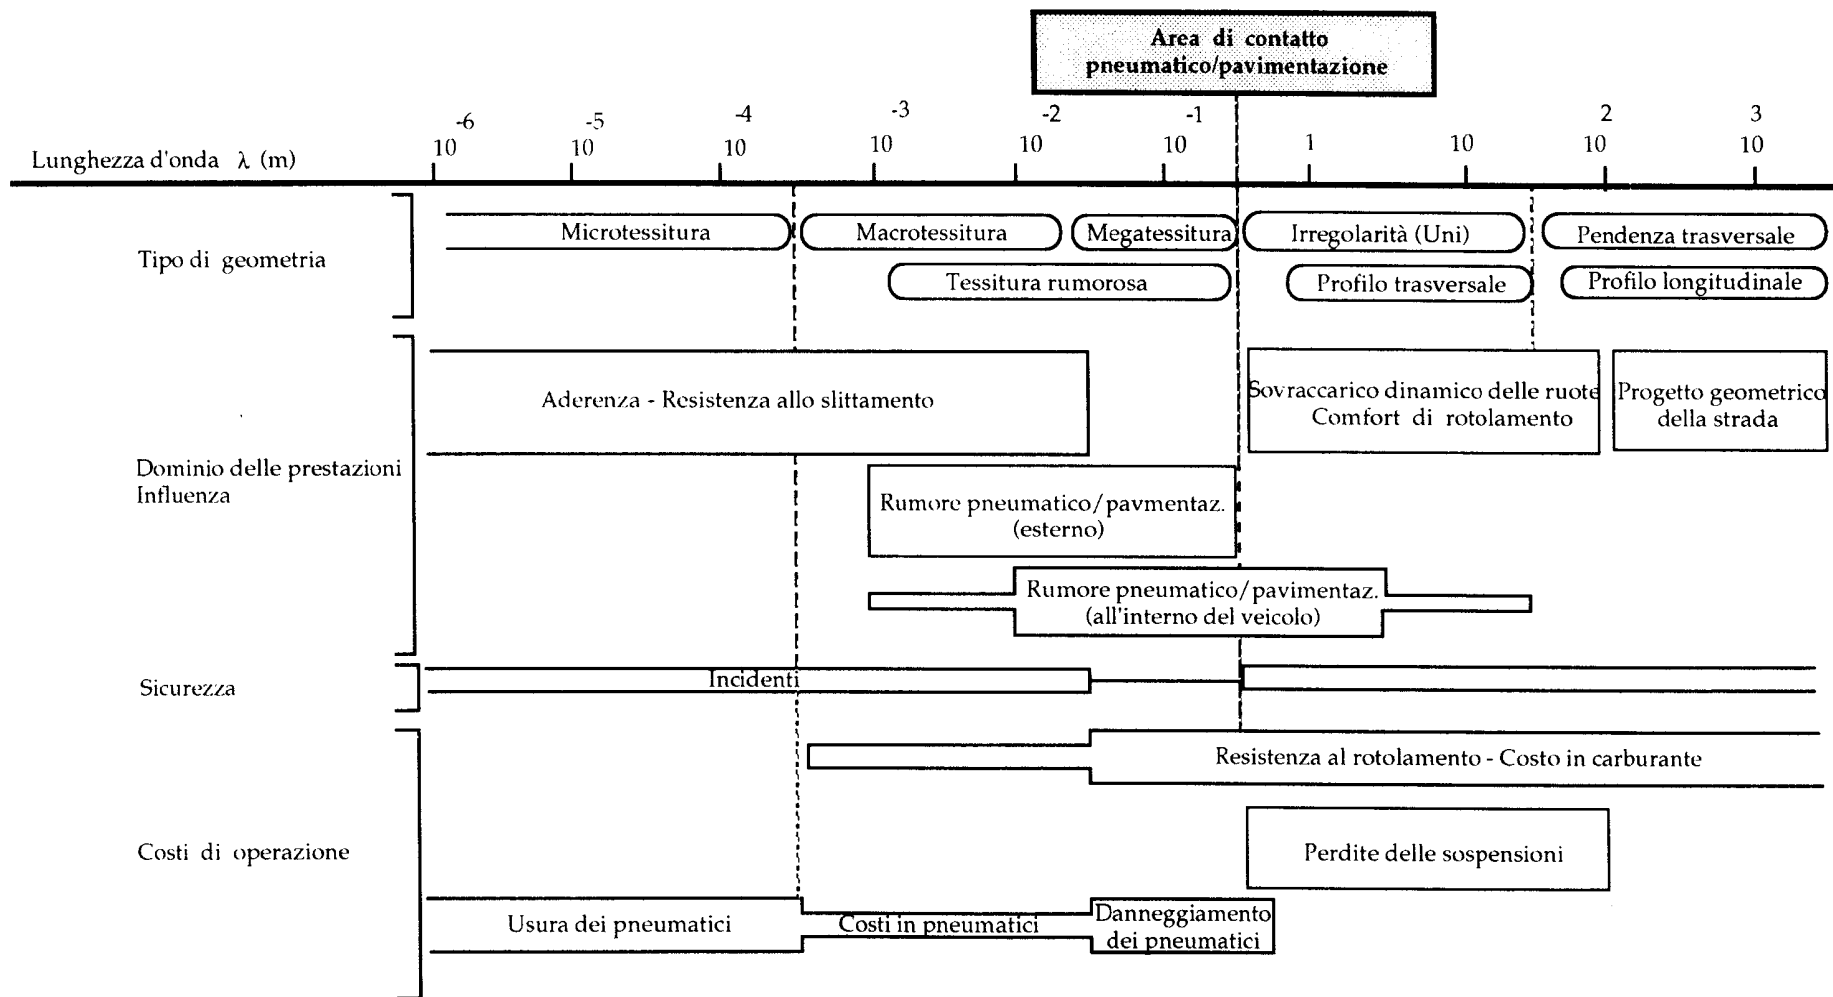 Area di contatto
pneumatico/pavimentazione
-6 -5 -4 -3 -2 -1 2 3
Lunghezza d'onda λ (m) 10 10 10 10 10 10 1 10 10 10
Tipo di geometria
Microtessitura Macrotessitura Megatessitura Irregolarità (Uni) Pendenza trasversale
Tessitura rumorosa Profilo trasversale Profilo longitudinale
Dominio delle prestazioni
Influenza
Aderenza - Resistenza allo slittamento
Sovraccarico dinamico delle ruote
Comfort di rotolamento
Progetto geometrico
della strada
Rumore pneumatico/pavmentaz.
(esterno)
Rumore pneumatico/pavimentaz.
(all'interno del veicolo)
Sicurezza
Incidenti
Costi di operazione
Resistenza al rotolamento - Costo in carburante
Perdite delle sospensioni
Usura dei pneumatici
Costi in pneumatici
Danneggiamento
dei pneumatici